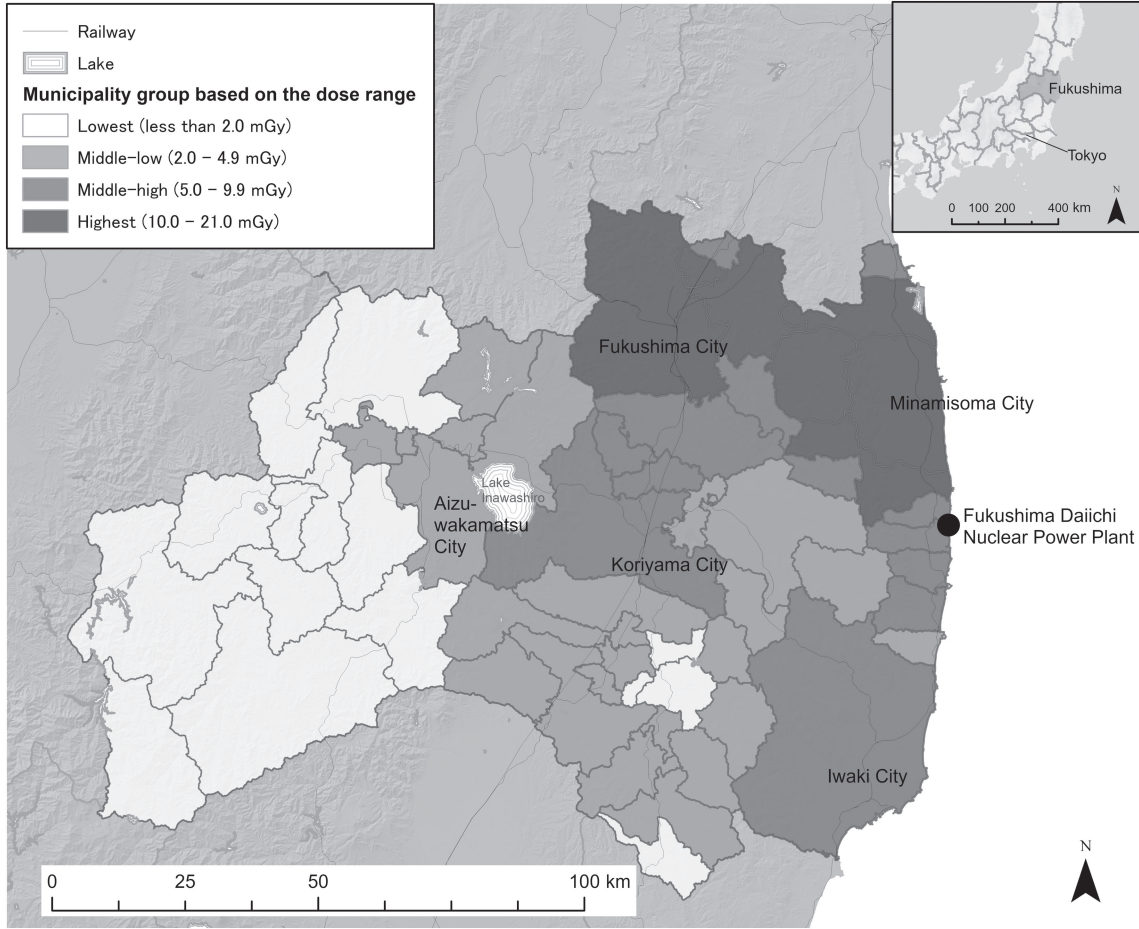 Railway
Lake
Municipality group based on the dose range
Lowest (less than 2.0 mGy)
Middle-low (2.0 – 4.9 mGy)
Middle-high (5.0 – 9.9 mGy)
Highest (10.0 – 21.0 mGy)
Fukushima
Tokyo
N
0 100 200 400 km
Fukushima City
Minamisoma City
Lake
Inawashiro
Aizu-
wakamatsu
City
Fukushima Daiichi
Nuclear Power Plant
Koriyama City
Iwaki City
N
0 25 50 100 km